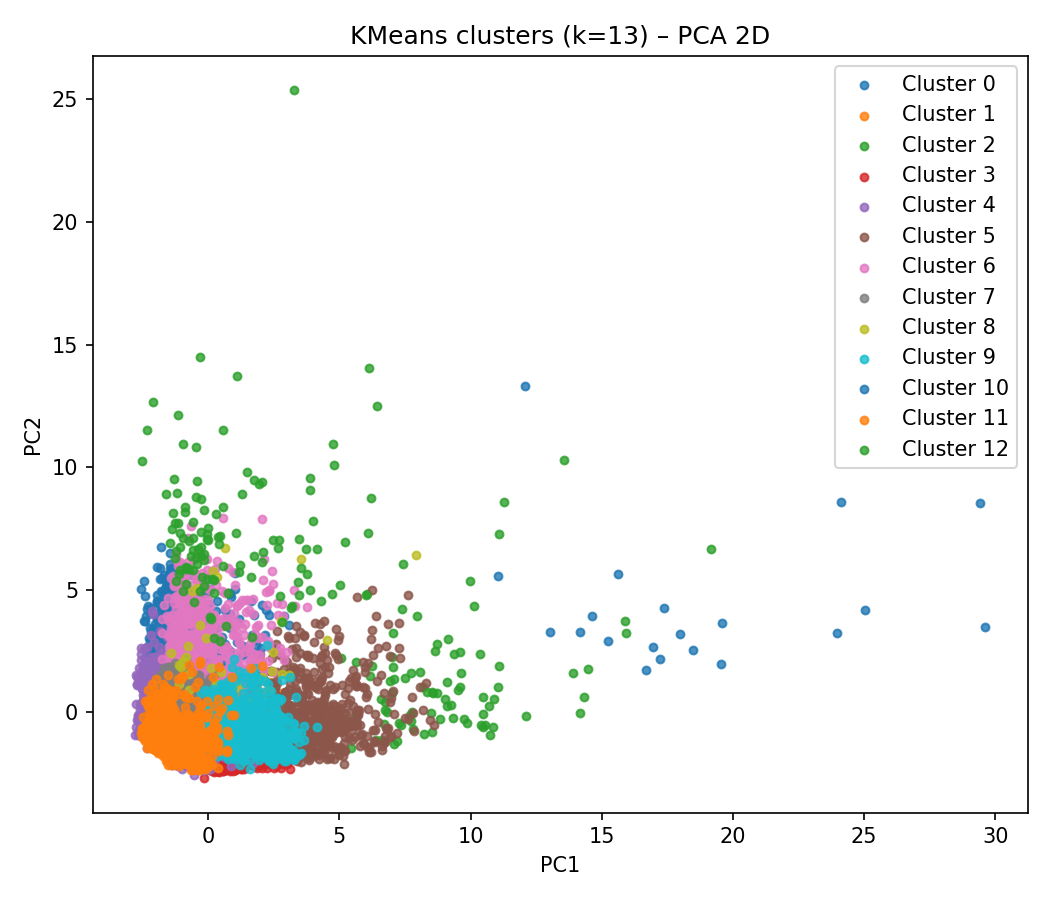 KMeans clusters (k=13) – PCA 2D
Cluster 0
Cluster 1
Cluster 2
Cluster 3
Cluster 4
Cluster 5
Cluster 6
Cluster 7
Cluster 8
Cluster 9
Cluster 10
Cluster 11
Cluster 12
25
20
15
10
5
0
PC2
0 5 10 15 20 25 30
PC1